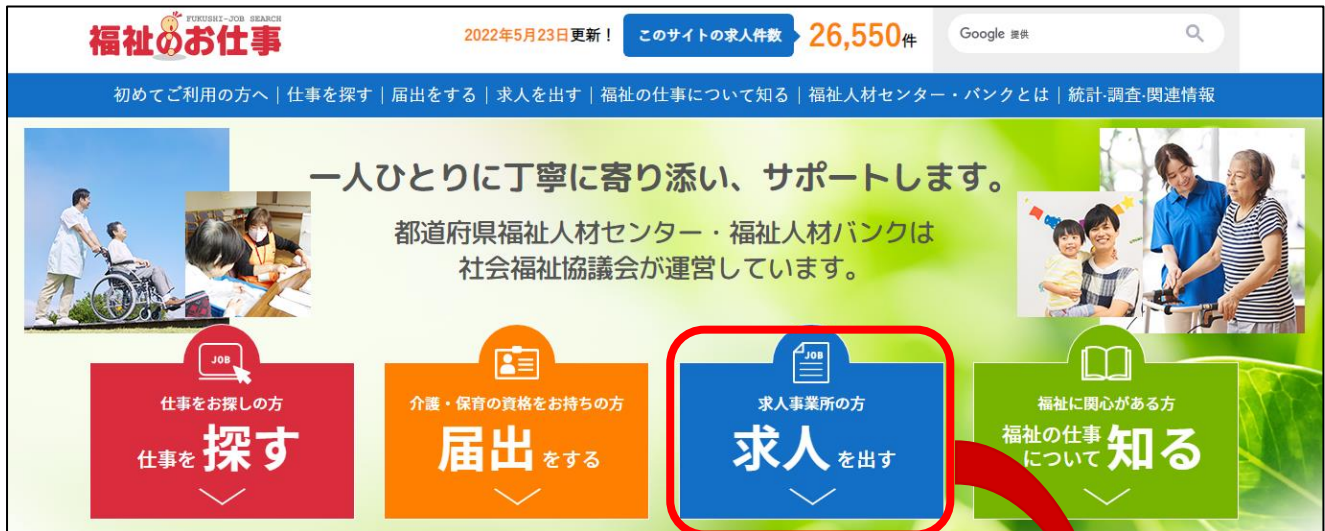 FUKUSHI-JOB SEARCH
福祉のお仕事
2022年5月23日更新！
このサイトの求人件数
26,550件
Google 提供
初めてご利用の方へ｜仕事を探す｜届出をする｜求人を出す｜福祉の仕事について知る｜福祉人材センター・バンクとは｜統計·調査·関連情報
一人ひとりに丁寧に寄り添い、サポートします。
都道府県福祉人材センター・福祉人材バンクは
社会福祉協議会が運営しています。
JOB
仕事をお探しの方
仕事を探す
介護・保育の資格をお持ちの方
届出をする
JOB
求人事業所の方
求人を出す
福祉に関心がある方
福祉の仕事
について知る